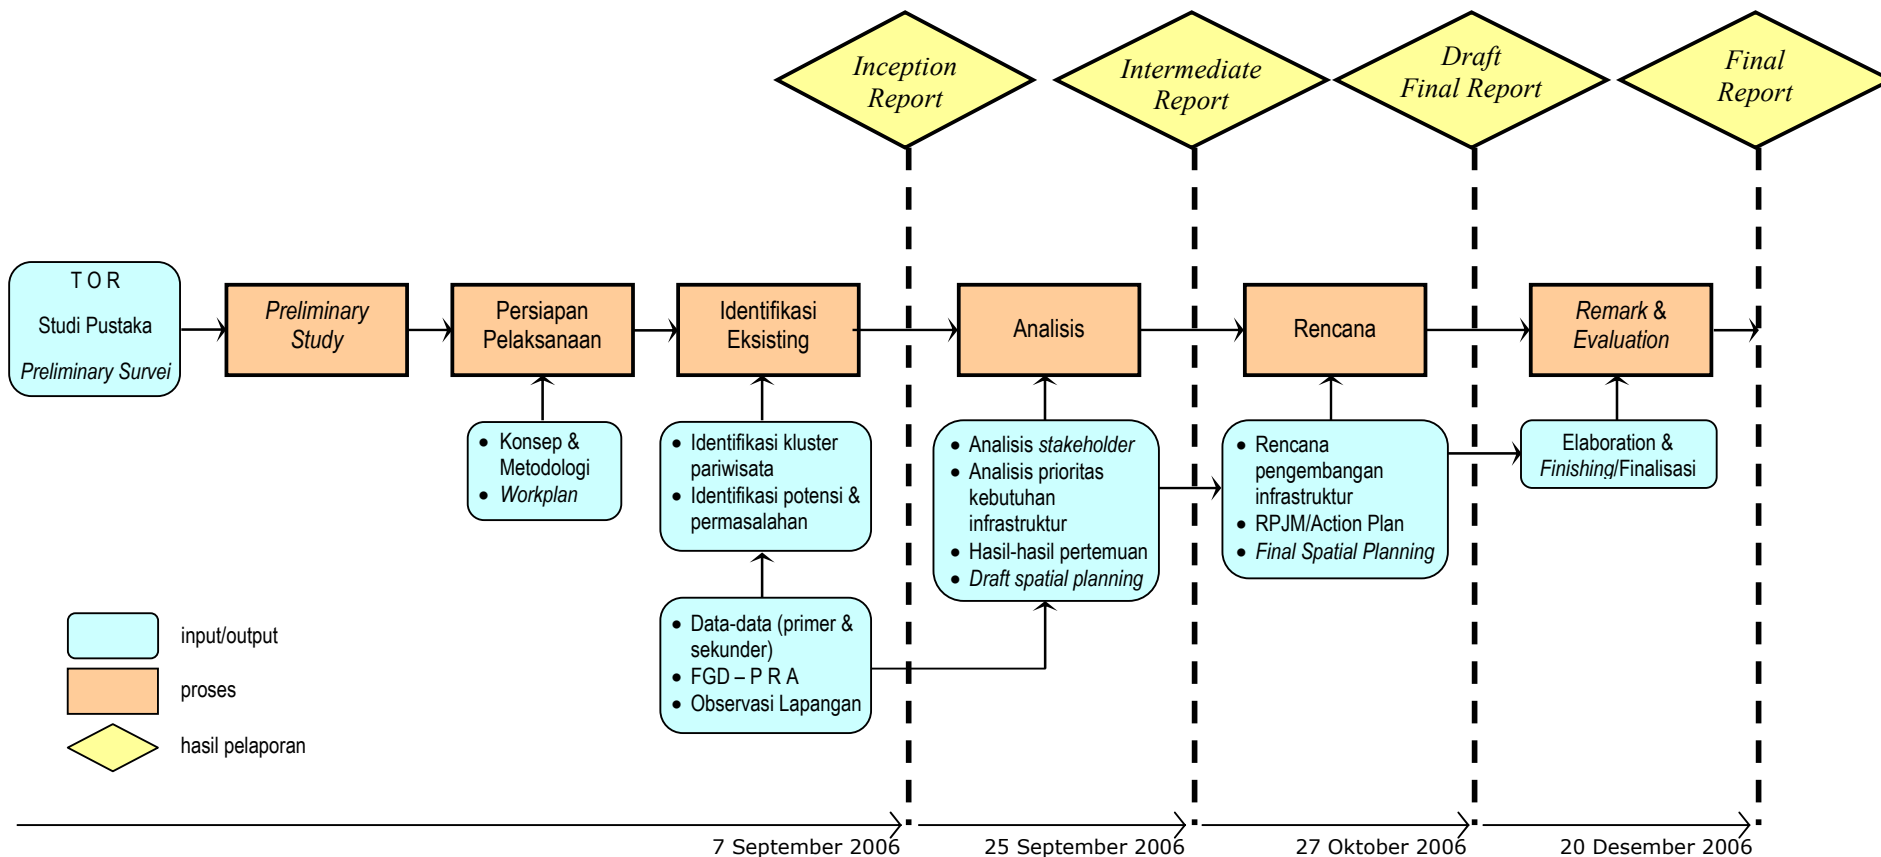 Inception
Report
Intermediate
Report
Draft
Final Report
Final
Report
T O R
Studi Pustaka
Preliminary Survei
Preliminary
Study
Persiapan
Pelaksanaan
Identifikasi
Eksisting
Analisis
Rencana
Remark &
Evaluation
• Konsep &
Metodologi
• Workplan
• Identifikasi kluster
pariwisata
• Identifikasi potensi &
permasalahan
• Analisis stakeholder
• Analisis prioritas
kebutuhan
infrastruktur
• Hasil-hasil pertemuan
• Draft spatial planning
• Rencana
pengembangan
infrastruktur
• RPJM/Action Plan
• Final Spatial Planning
Elaboration &
Finishing/Finalisasi
• Data-data (primer &
sekunder)
• FGD – P R A
• Observasi Lapangan
input/output
proses
hasil pelaporan
7 September 2006
25 September 2006
27 Oktober 2006
20 Desember 2006